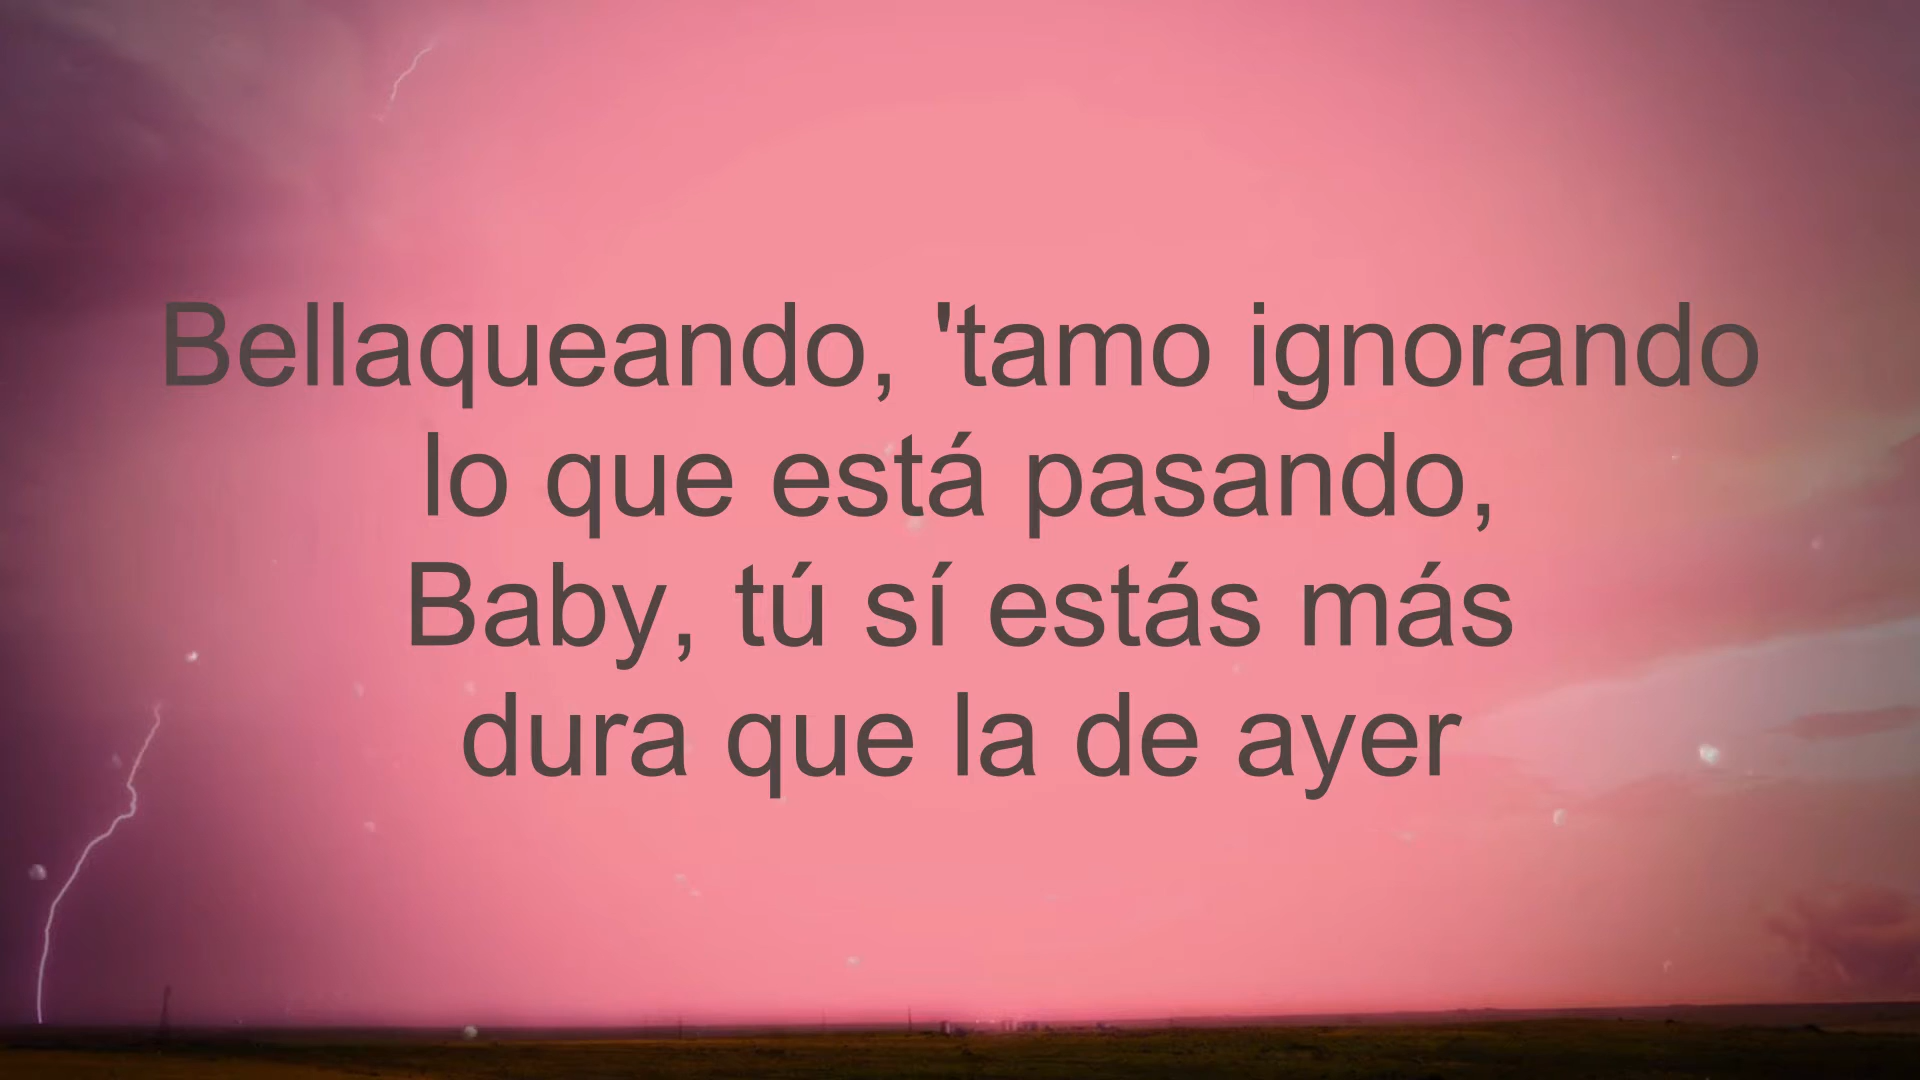 Bellaqueando, 'tamo ignorando
lo que está pasando,
Baby, tú sí estás más
dura que la de ayer